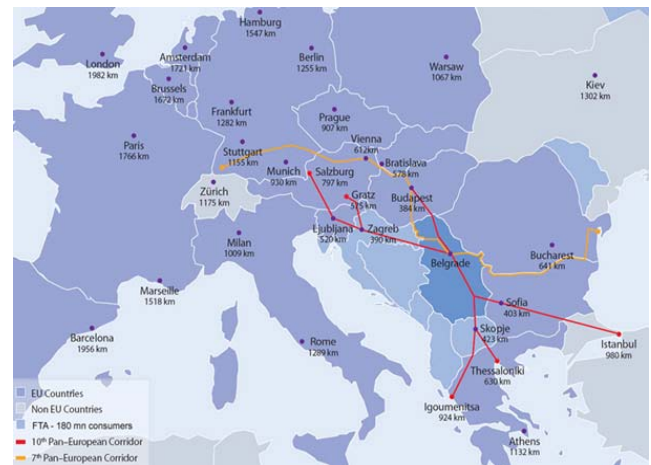 Hamburg
1547 km
London
1982 km
Amsterdam
1721 km
Berlin
1255 km
Warsaw
1067 km
Kiev
1302 km
Brussels
1672 km
Frankfurt
1282 km
Prague
907 km
Paris
1766 km
Stuttgart
1155 km
Vienna
612km
Bratislava
578 km
Munich
930 km
Salzburg
797 km
Zürich
1175 km
Gratz
575 km
Budapest
384 km
Ljubljana
520 km
Zagreb
390 km
Milan
1009 km
Belgrade
Bucharest
641 km
Marseille
1518 km
Sofia
403 km
Barcelona
1956 km
Rome
1289 km
Skopje
423 km
Istanbul
980 km
Thessaloniki
630 km
Igoumenitsa
924 km
Athens
1132 km
EU Countries
Non EU Countries
FTA - 180 mn consumers
10th Pan-European Corridor
7th Pan-European Corridor